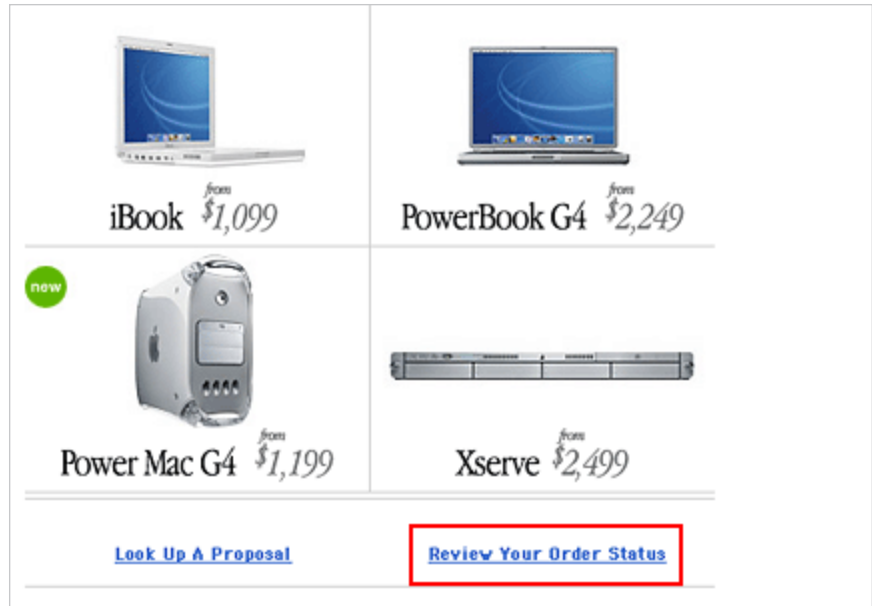 from
iBook $1,099
from
PowerBook G4 $2,249
new
from
Power Mac G4 $1,199
from
Xserve $2,499
Look Up A Proposal
Review Your Order Status